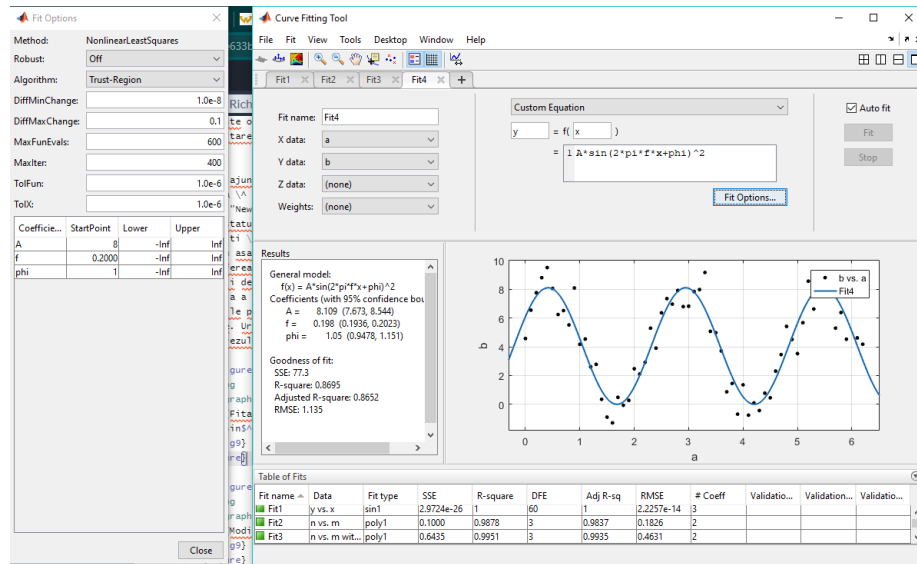 Fit Options
Method: NonlinearLeastSquares
Robust: Off
Algorithm: Trust-Region
DiffMinChange: 1.0e-8
DiffMaxChange: 0.1
MaxFunEvals: 600
MaxIter: 400
TolFun: 1.0e-6
TolX: 1.0e-6
Coefficie... StartPoint Lower Upper
A 8 -Inf Inf
f 0.2000 -Inf Inf
phi 1 -Inf Inf
Close
Curve Fitting Tool
File Fit View Tools Desktop Window Help
Fit1 Fit2 Fit3 Fit4
Fit name: Fit4
X data: a
Y data: b
Z data: (none)
Weights: (none)
Custom Equation
y = f( x )
= 1 A*sin(2*pi*f*x+phi)^2
Fit Options...
Auto fit
Fit
Stop
Results
General model:
f(x) = A*sin(2*pi*f*x+phi)^2
Coefficients (with 95% confidence bou
A = 8.109 (7.673, 8.544)
f = 0.198 (0.1936, 0.2023)
phi = 1.05 (0.9478, 1.151)
Goodness of fit:
SSE: 77.3
R-square: 0.8695
Adjusted R-square: 0.8652
RMSE: 1.135
b vs. a
Fit4
10
8
6
4
2
0
b
0 1 2 3 4 5 6
a
Table of Fits
Fit name Data Fit type SSE R-square DFE Adj R-sq RMSE # Coeff Validatio... Validation... Validatio...
Fit1 y vs. x sin1 2.9724e-26 1 60 1 2.2257e-14 3
Fit2 n vs. m poly1 0.1000 0.9878 3 0.9837 0.1826 2
Fit3 n vs. m wit... poly1 0.6435 0.9951 3 0.9935 0.4631 2